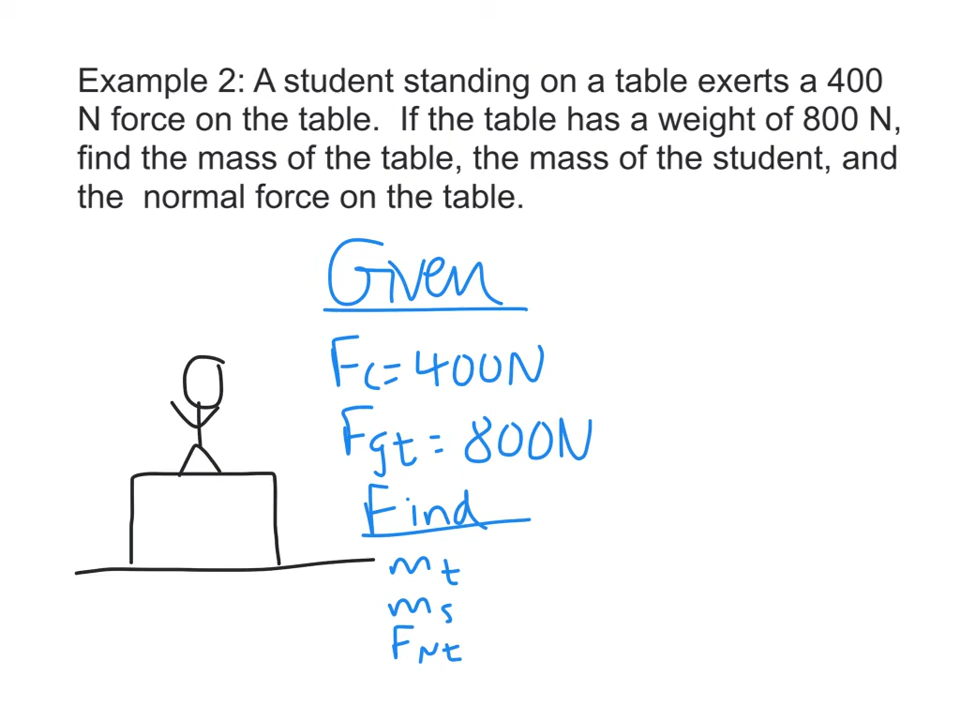 Example 2: A student standing on a table exerts a 400
N force on the table.  If the table has a weight of 800 N,
find the mass of the table, the mass of the student, and
the  normal force on the table.
Given
Fc = 400N
Fgt = 800N
Find
mt
ms
FNt